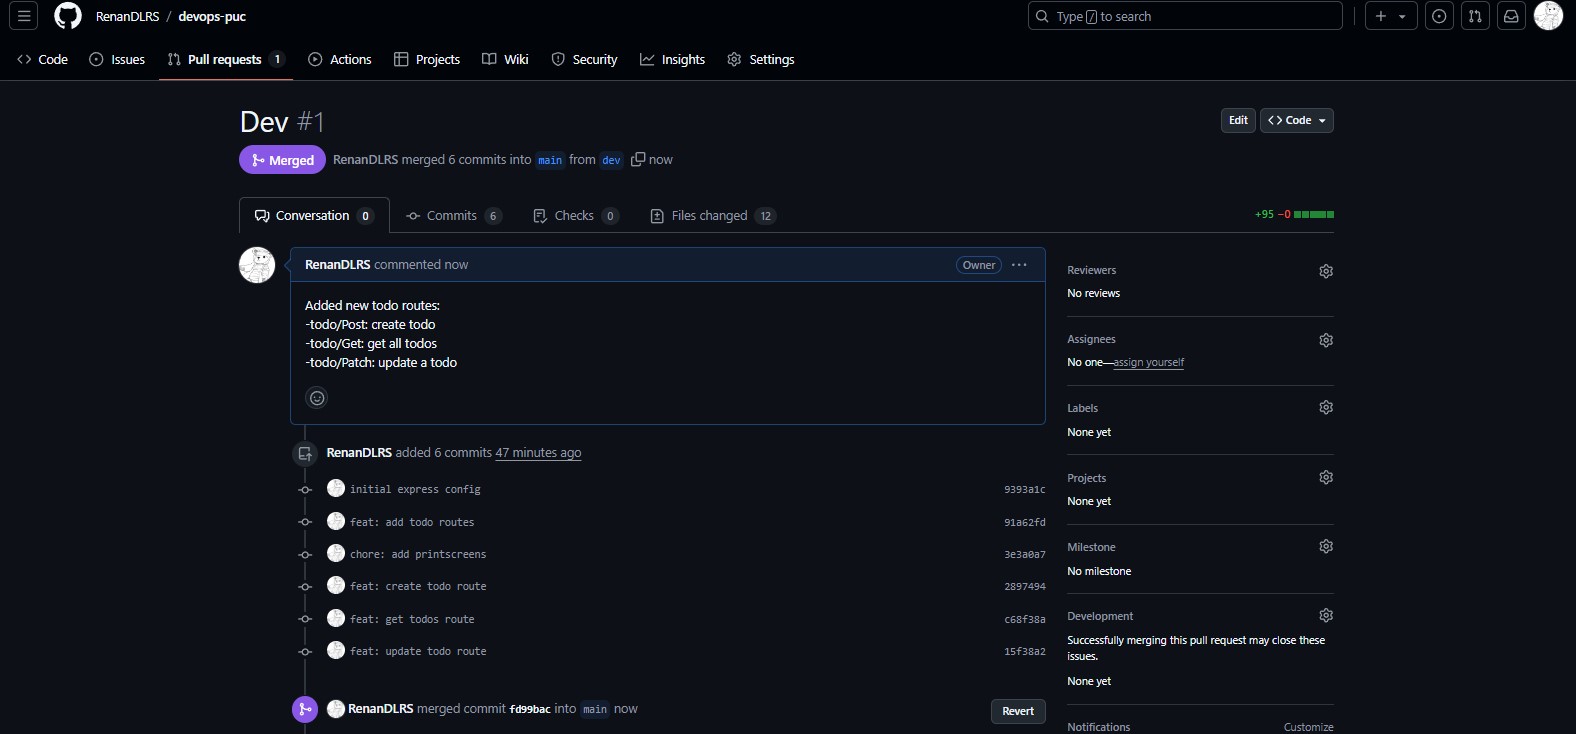 RenanDLRS / devops-puc
Type / to search
Code Issues Pull requests 1 Actions Projects Wiki Security Insights Settings
Dev #1
Edit <> Code
Merged RenanDLRS merged 6 commits into main from dev now
Conversation 0 Commits 6 Checks 0 Files changed 12
+95 −0
RenanDLRS commented now
Owner
Added new todo routes:
-todo/Post: create todo
-todo/Get: get all todos
-todo/Patch: update a todo
RenanDLRS added 6 commits 47 minutes ago
initial express config 9393a1c
feat: add todo routes 91a62fd
chore: add printscreens 3e3a0a7
feat: create todo route 2897494
feat: get todos route c68f38a
feat: update todo route 15f38a2
RenanDLRS merged commit fd99bac into main now
Revert
Reviewers
No reviews
Assignees
No one—assign yourself
Labels
None yet
Projects
None yet
Milestone
No milestone
Development
Successfully merging this pull request may close these
issues.
None yet
Notifications Customize